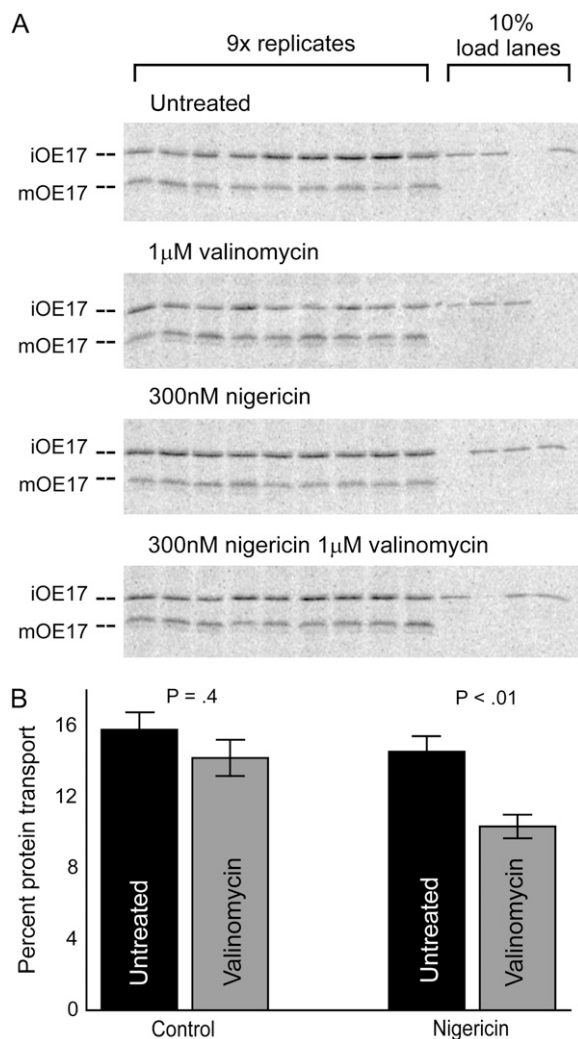 A
9x replicates
10%
load lanes
Untreated
iOE17 --
mOE17 --
1μM valinomycin
iOE17 --
mOE17 --
300nM nigericin
iOE17 --
mOE17 --
300nM nigericin 1μM valinomycin
iOE17 --
mOE17 --
B
P = .4
P < .01
16
12
8
4
0
Percent protein transport
Untreated
Valinomycin
Untreated
Valinomycin
Control
Nigericin